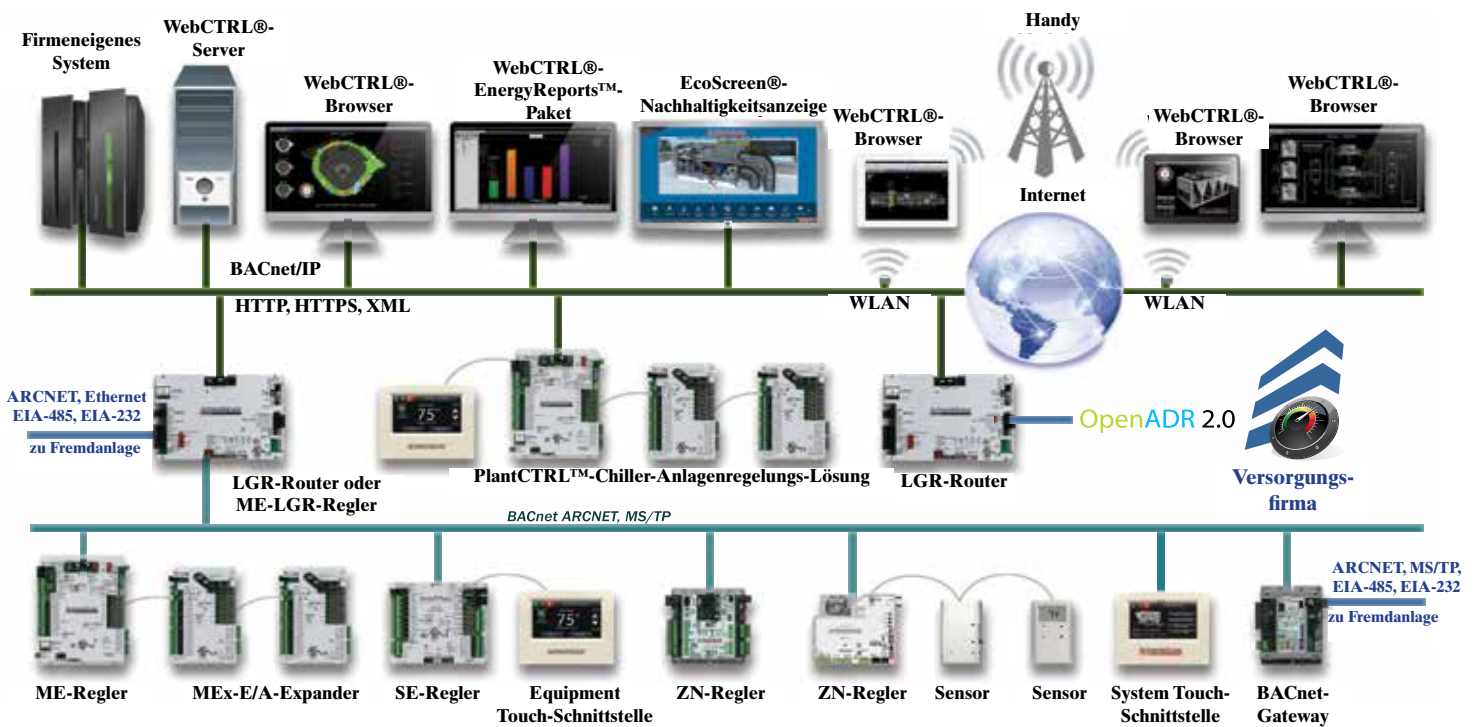 Firmeneigenes
System
WebCTRL®-
Server
WebCTRL®-
Browser
WebCTRL®-
EnergyReports™-
Paket
EcoScreen®-
Nachhaltigkeitsanzeige
WebCTRL®-
Browser
Handy
Internet
WebCTRL®-
Browser
WebCTRL®-
Browser
BACnet/IP
HTTP, HTTPS, XML
WLAN
WLAN
ARCNET, Ethernet
EIA-485, EIA-232
zu Fremdanlage
LGR-Router oder
ME-LGR-Regler
75°
PlantCTRL™-Chiller-Anlagenregelungs-Lösung
LGR-Router
OpenADR 2.0
Versorgungs-
firma
BACnet ARCNET, MS/TP
ARCNET, MS/TP,
EIA-485, EIA-232
zu Fremdanlage
75°
ME-Regler
MEx-E/A-Expander
SE-Regler
Equipment
Touch-Schnittstelle
ZN-Regler
ZN-Regler
Sensor
Sensor
System Touch-
Schnittstelle
BACnet-
Gateway